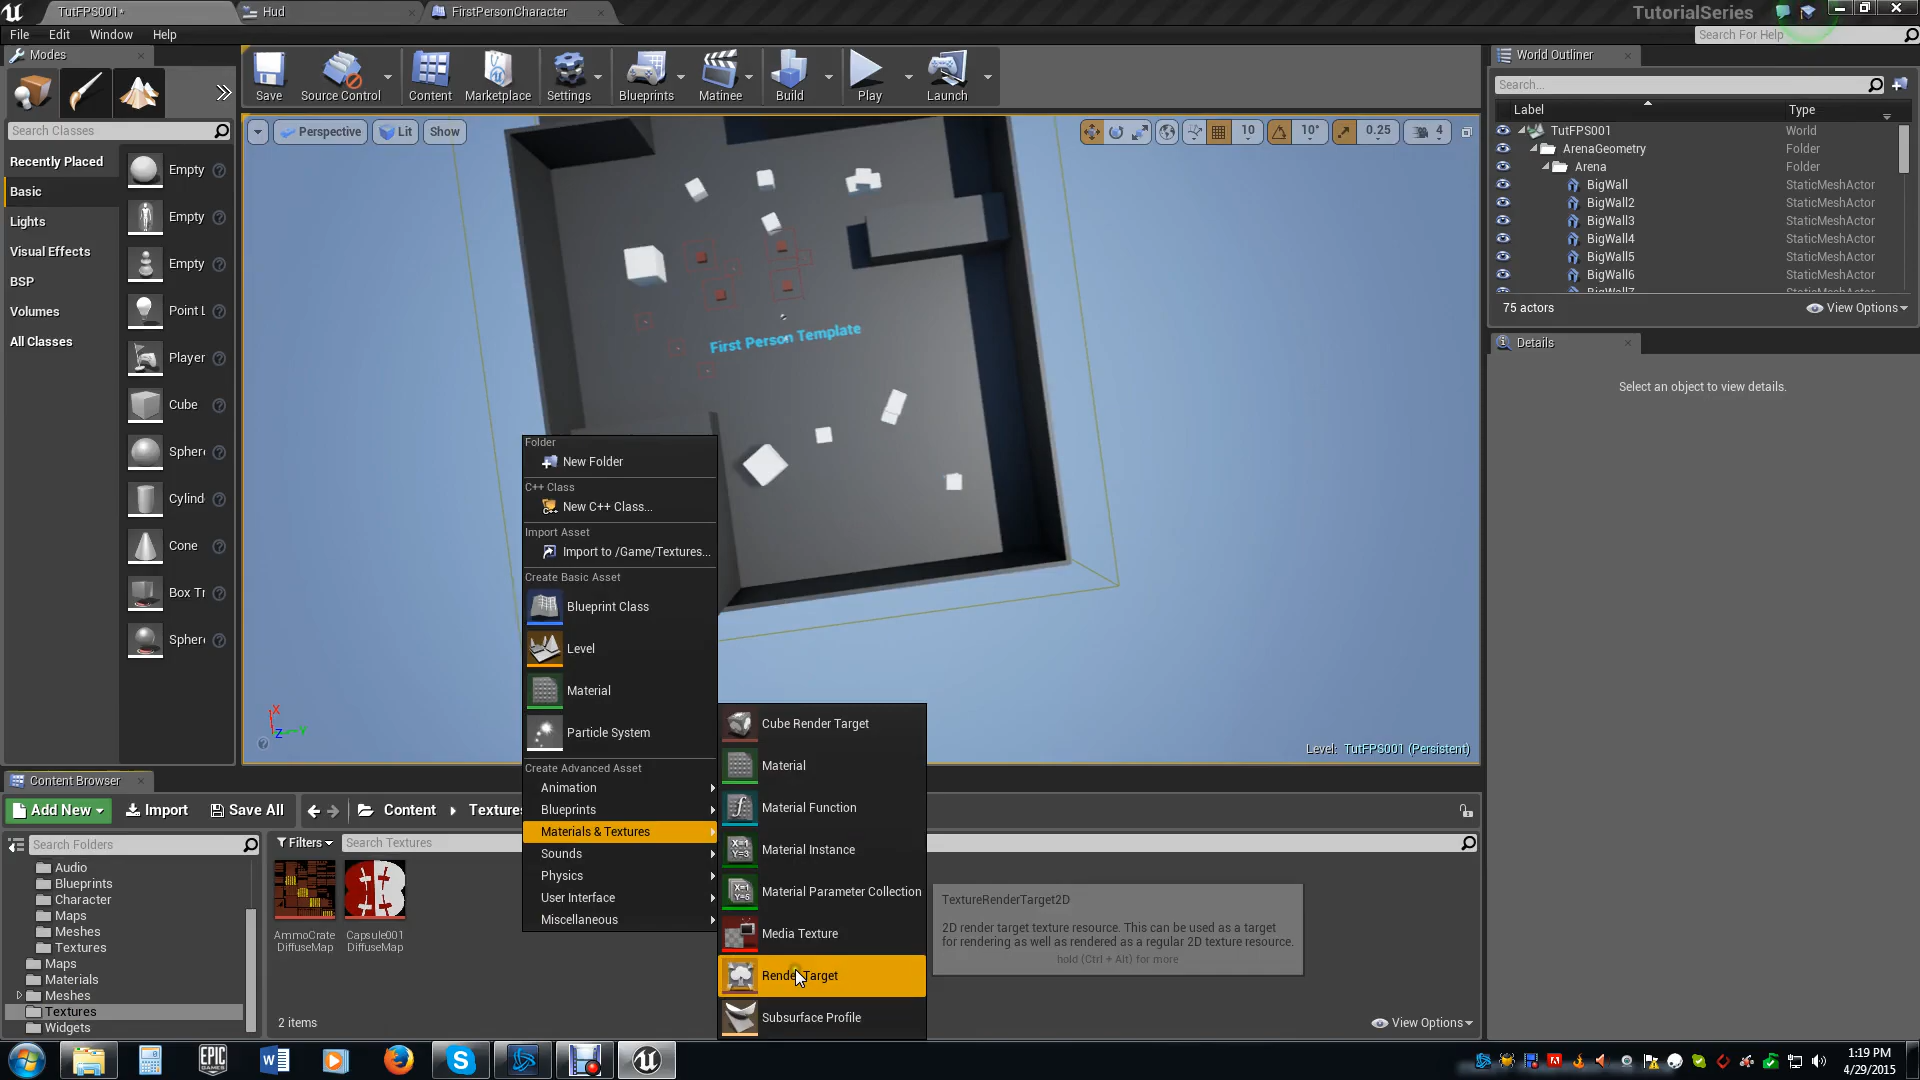 TutFPS001*
Hud
FirstPersonCharacter
TutorialSeries
File
Edit
Window
Help
Search For Help
Modes
Save
Source Control
Content
Marketplace
Settings
Blueprints
Matinee
Build
Play
Launch
World Outliner
Search...
Label
Type
Search Classes
Recently Placed
Basic
Lights
Visual Effects
BSP
Volumes
All Classes
Empty
Empty
Empty
Point L
Player
Cube
Spher
Cylind
Cone
Box Tr
Spher
Perspective
Lit
Show
10
10°
0.25
4
TutFPS001
World
ArenaGeometry
Folder
Arena
Folder
BigWall
StaticMeshActor
BigWall2
StaticMeshActor
BigWall3
StaticMeshActor
BigWall4
StaticMeshActor
BigWall5
StaticMeshActor
BigWall6
StaticMeshActor
BigWall7
StaticMeshActor
75 actors
View Options
Details
Select an object to view details.
First Person Template
X
Y
Z
Level: TutFPS001 (Persistent)
Folder
New Folder
C++ Class
New C++ Class...
Import Asset
Import to /Game/Textures...
Create Basic Asset
Blueprint Class
Level
Material
Particle System
Create Advanced Asset
Animation
Blueprints
Materials & Textures
Sounds
Physics
User Interface
Miscellaneous
Cube Render Target
Material
Material Function
Material Instance
Material Parameter Collection
Media Texture
Render Target
Subsurface Profile
TextureRenderTarget2D
2D render target texture resource. This can be used as a target
for rendering as well as rendered as a regular 2D texture resource.
hold (Ctrl + Alt) for more
Content Browser
Add New
Import
Save All
Content
Textures
Search Folders
Filters
Search Textures
Audio
Blueprints
Character
Maps
Meshes
Textures
Maps
Materials
Meshes
Textures
Widgets
AmmoCrate
DiffuseMap
Capsule001
DiffuseMap
2 items
View Options
EPIC
GAMES
1:19 PM
4/29/2015